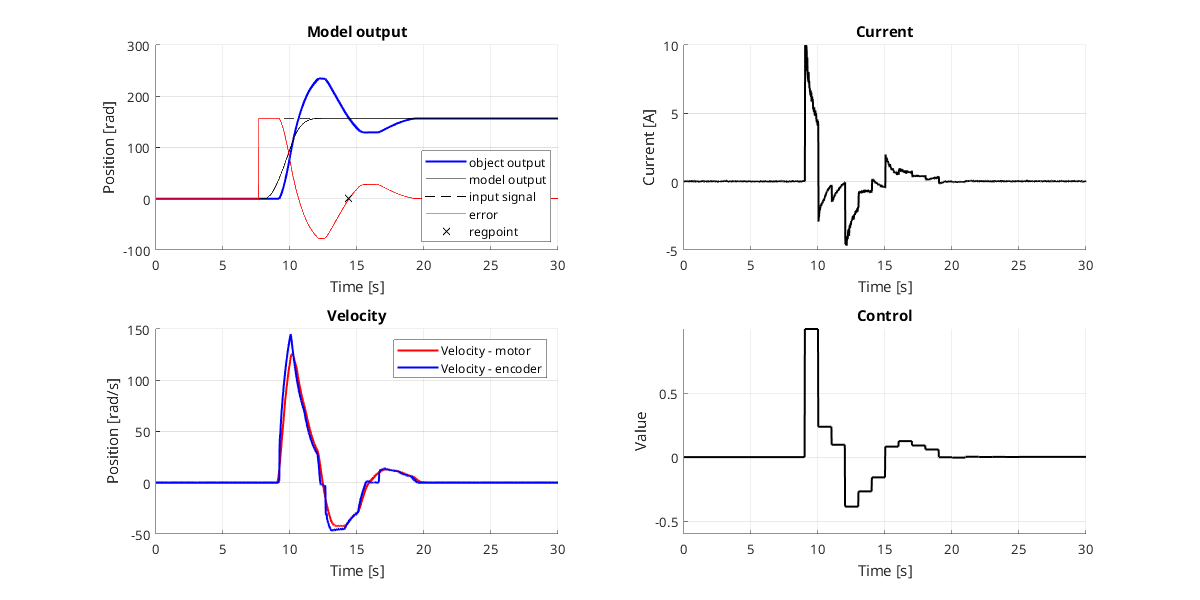 Model output
300
200
100
0
-100
Position [rad]
0 5 10 15 20 25 30
Time [s]
object output
model output
input signal
error
regpoint
Current
10
5
0
-5
Current [A]
0 5 10 15 20 25 30
Time [s]
Velocity
150
100
50
0
-50
Position [rad/s]
0 5 10 15 20 25 30
Time [s]
Velocity - motor
Velocity - encoder
Control
0.5
0
-0.5
Value
0 5 10 15 20 25 30
Time [s]